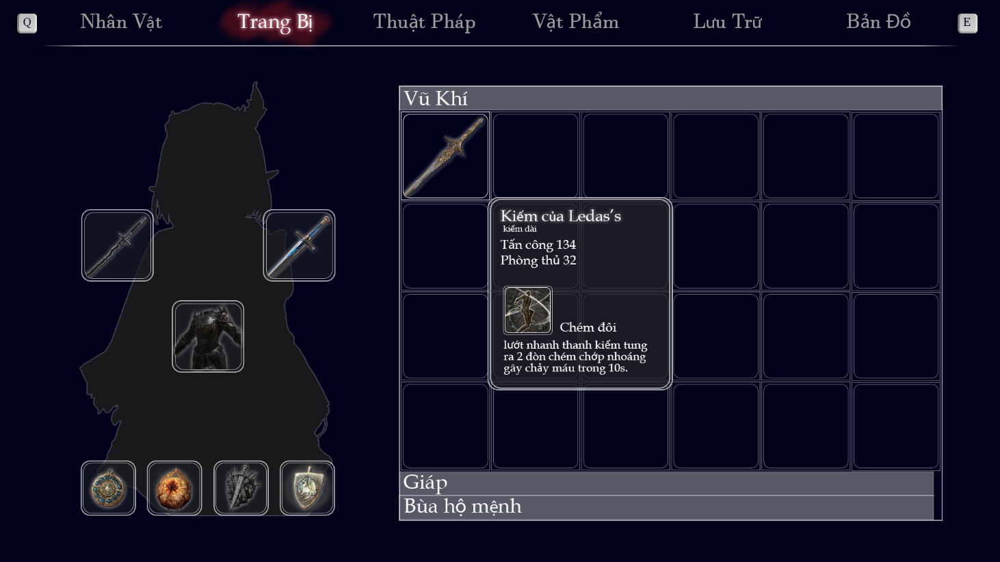 Q
Nhân Vật
Trang Bị
Thuật Pháp
Vật Phẩm
Lưu Trữ
Bản Đồ
E
Vũ Khí
Kiếm của Ledas's
kiếm dài
Tấn công 134
Phòng thủ 32
Chém đôi
lướt nhanh thanh kiếm tung
ra 2 đòn chém chớp nhoáng
gây chảy máu trong 10s.
Giáp
Bùa hộ mệnh